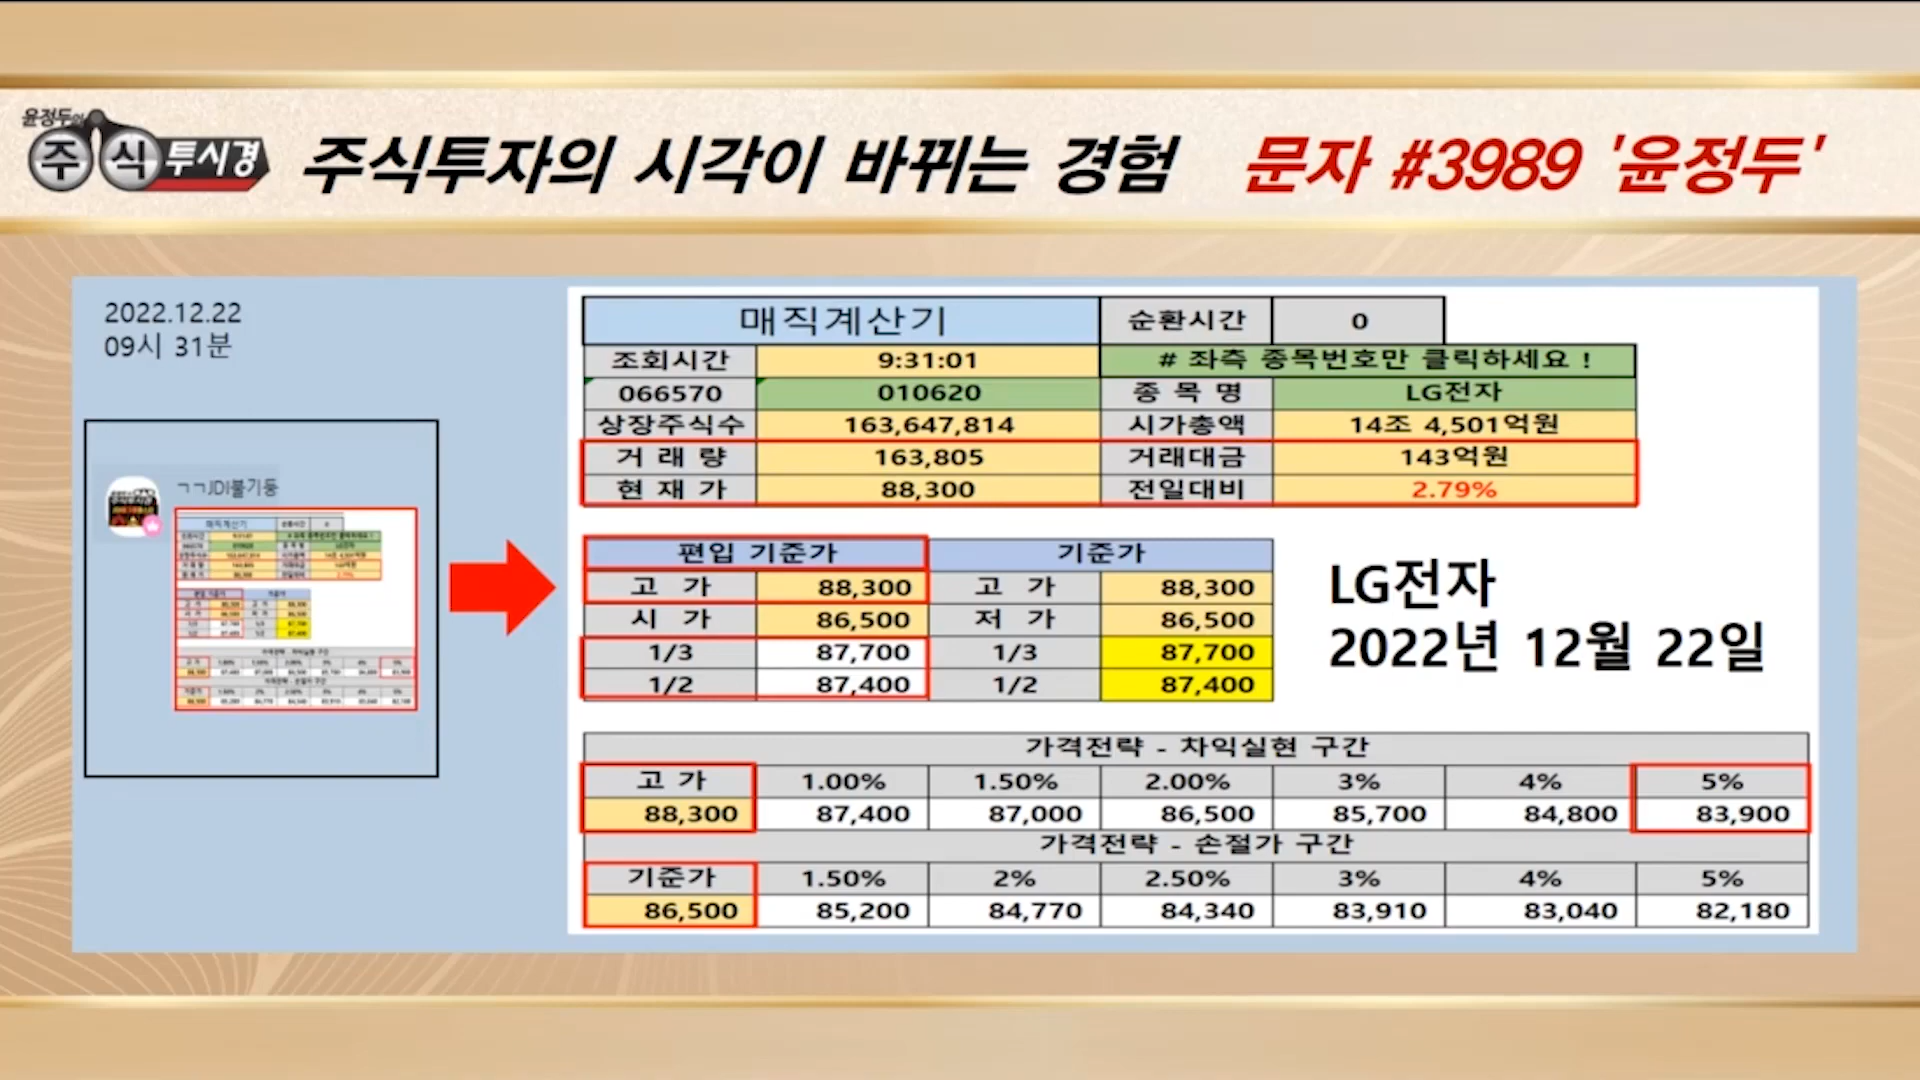 윤정두의
주식투시경
주식투자의 시각이 바뀌는 경험 문자 #3989 '윤정두'
2022.12.22
09시 31분
ㄱㄱJDI불기둥
매직계산기 순환시간 0
조회시간 9:31:01 # 좌측 종목번호만 클릭하세요 !
066570 010620 종 목 명 LG전자
상장주식수 163,647,814 시가총액 14조 4,501억원
거 래 량 163,805 거래대금 143억원
현 재 가 88,300 전일대비 2.79%
편입 기준가 기준가
고 가 88,300 고 가 88,300
시 가 86,500 저 가 86,500
1/3 87,700 1/3 87,700
1/2 87,400 1/2 87,400
LG전자
2022년 12월 22일
가격전략 - 차익실현 구간
고 가 1.00% 1.50% 2.00% 3% 4% 5%
88,300 87,400 87,000 86,500 85,700 84,800 83,900
가격전략 - 손절가 구간
기준가 1.50% 2% 2.50% 3% 4% 5%
86,500 85,200 84,770 84,340 83,910 83,040 82,180